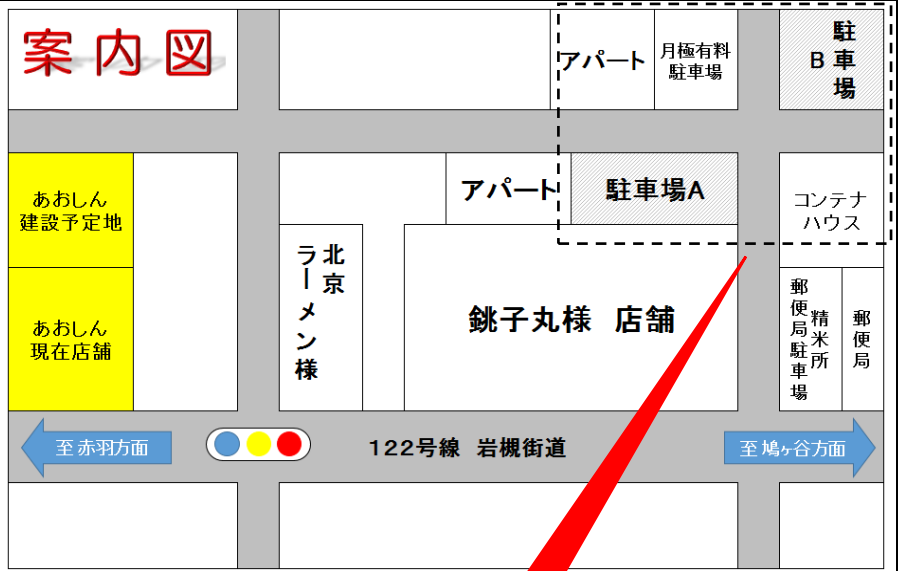 案内図
アパート
月極有料
駐車場
駐車場
B
あおしん
建設予定地
アパート
駐車場A
コンテナ
ハウス
北京
ラーメン様
銚子丸様 店舗
郵便局駐車場
精米所
郵便局
あおしん
現在店舗
至赤羽方面
122号線 岩槻街道
至鳩ヶ谷方面